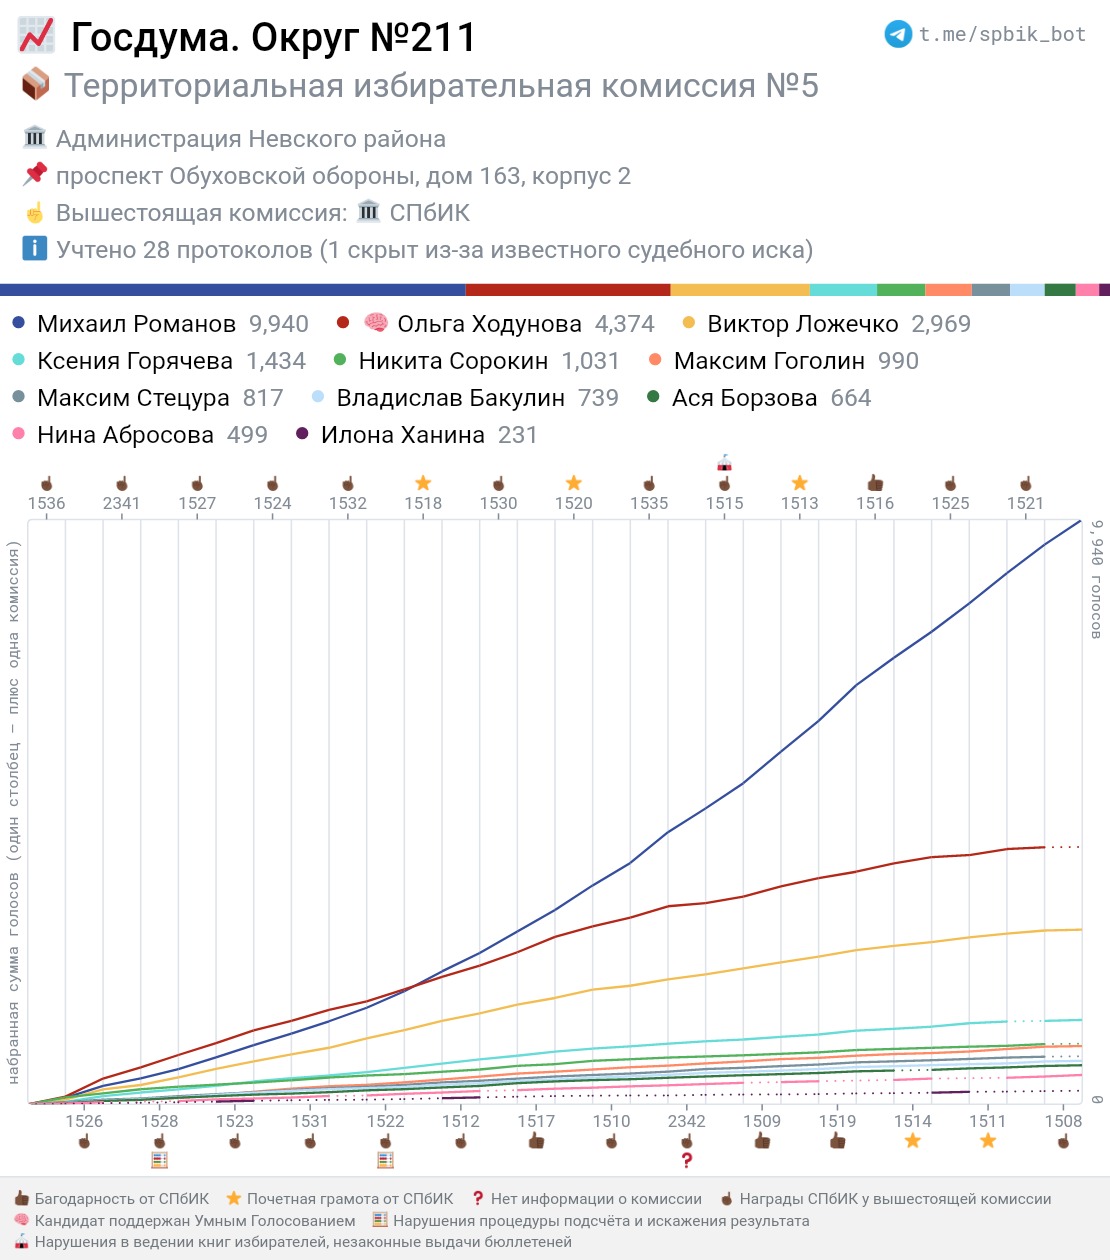 Госдума. Округ №211
t.me/spbik_bot
Территориальная избирательная комиссия №5
Администрация Невского района
проспект Обуховской обороны, дом 163, корпус 2
Вышестоящая комиссия: СПбИК
Учтено 28 протоколов (1 скрыт из-за известного судебного иска)
Михаил Романов 9,940 Ольга Ходунова 4,374 Виктор Ложечко 2,969
Ксения Горячева 1,434 Никита Сорокин 1,031 Максим Гоголин 990
Максим Стецура 817 Владислав Бакулин 739 Ася Борзова 664
Нина Абросова 499 Илона Ханина 231
1536 2341 1527 1524 1532 1518 1530 1520 1535 1515 1513 1516 1525 1521
набранная сумма голосов (один столбец – плюс одна комиссия)
9,940 голосов
0
1526 1528 1523 1531 1522 1512 1517 1510 2342 1509 1519 1514 1511 1508
Багодарность от СПбИК Почетная грамота от СПбИК Нет информации о комиссии Награды СПбИК у вышестоящей комиссии
Кандидат поддержан Умным Голосованием Нарушения процедуры подсчёта и искажения результата
Нарушения в ведении книг избирателей, незаконные выдачи бюллетеней